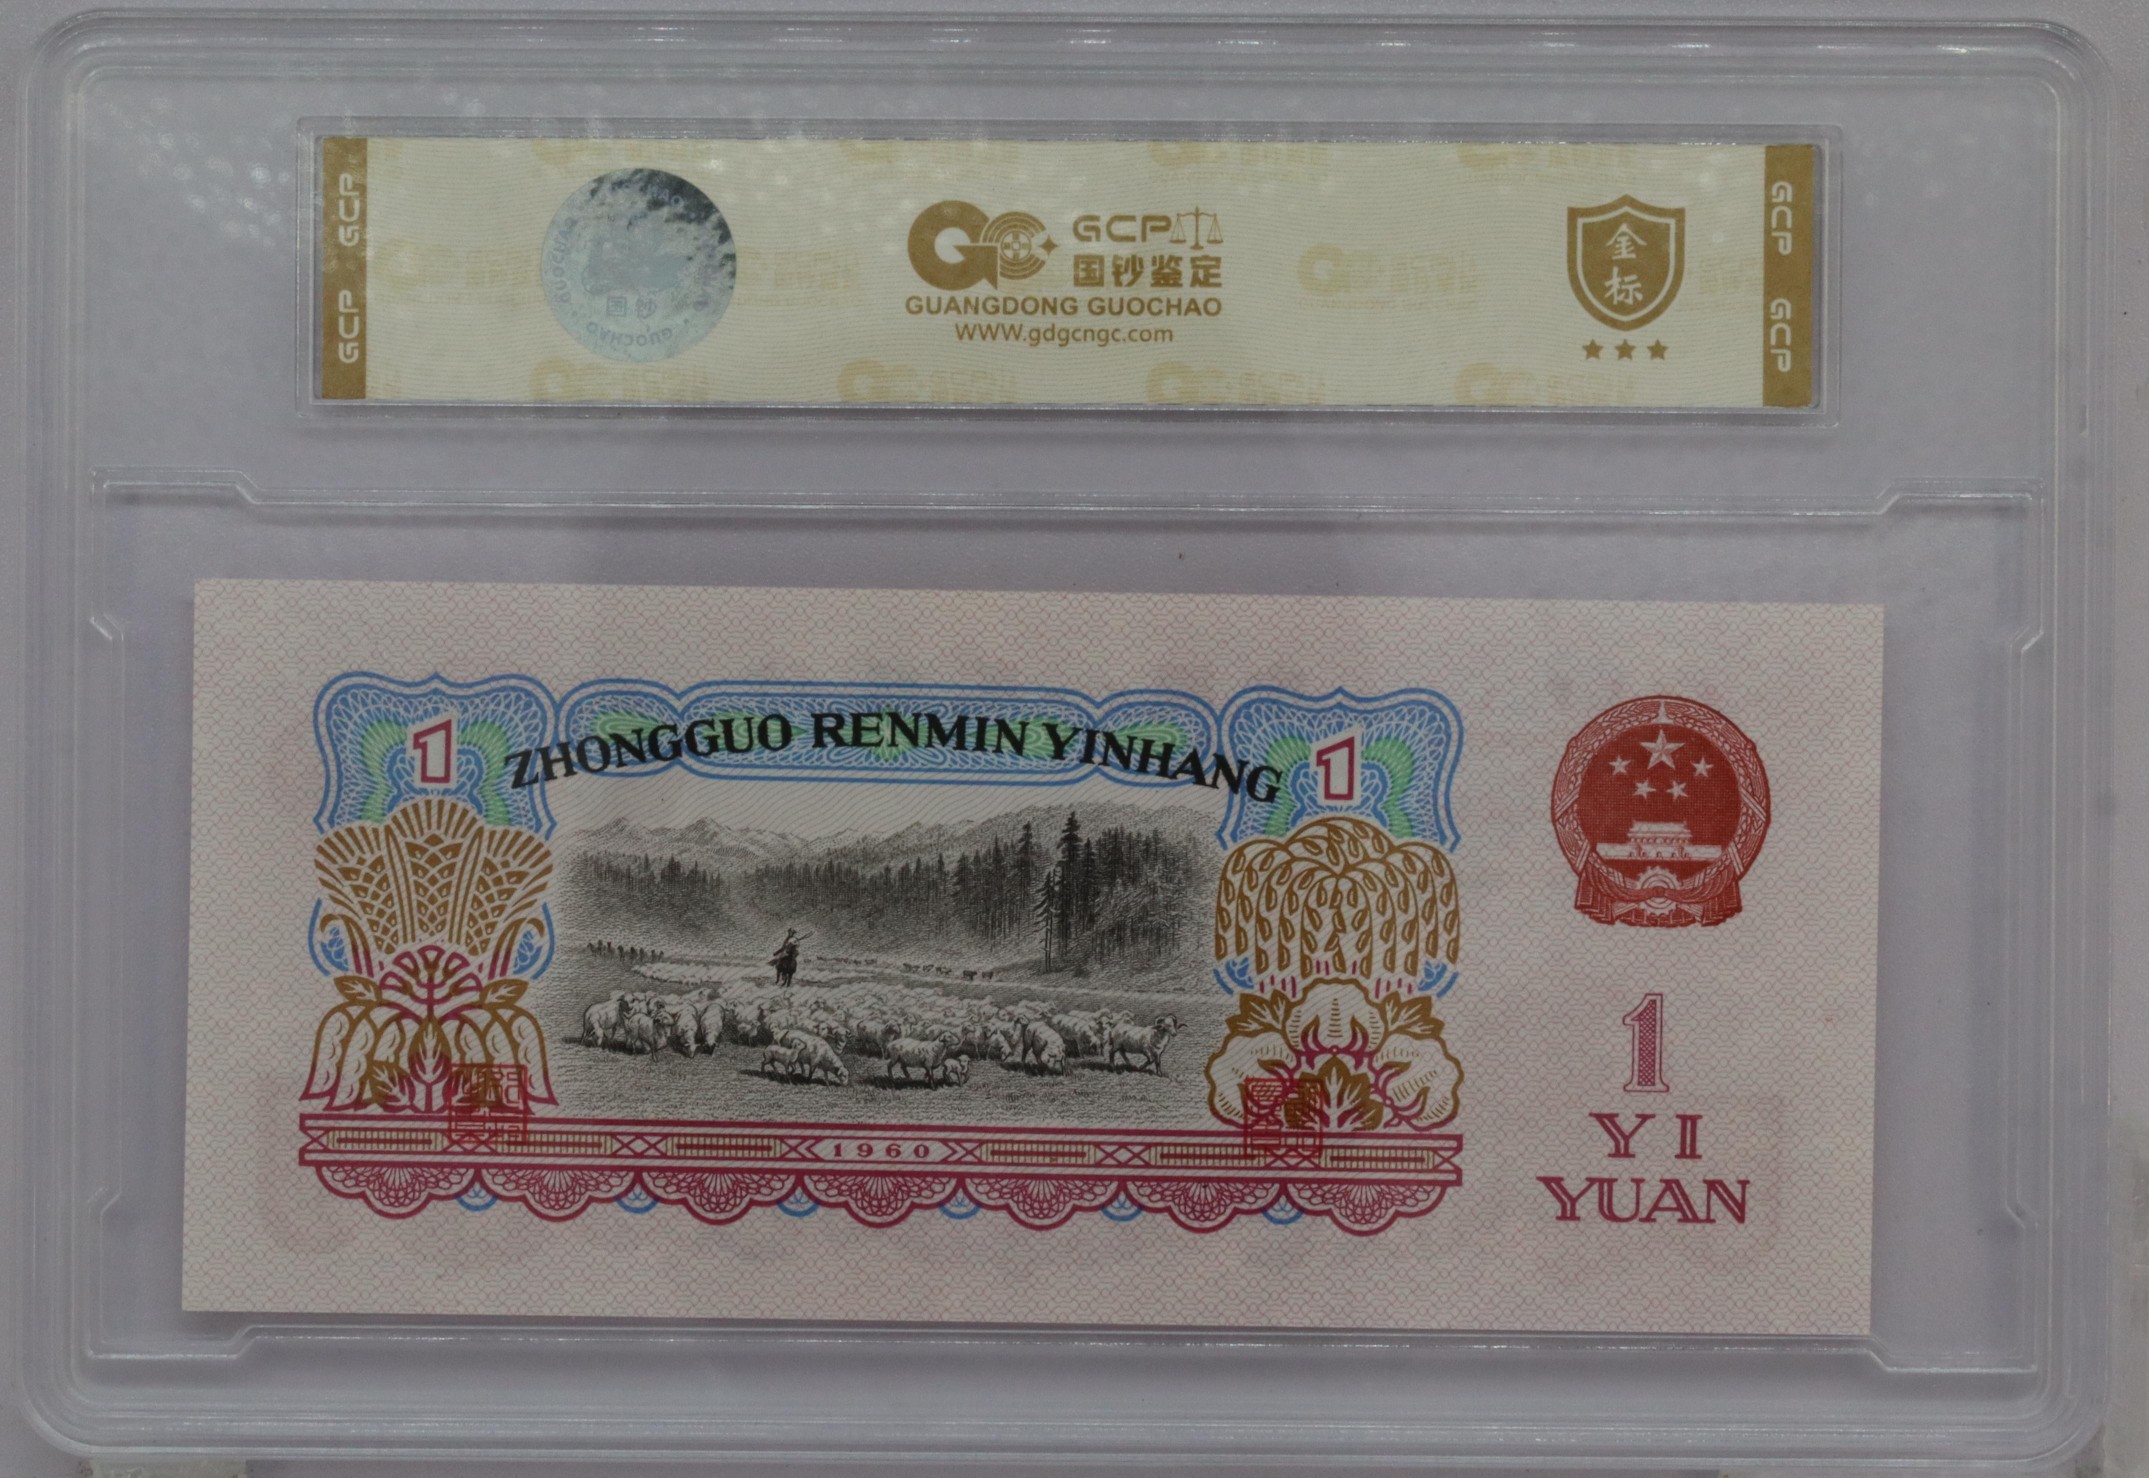 GCP GCP
国钞
GUOCHAO
GCP
国钞鉴定
GUANGDONG GUOCHAO
WWW.gdgcngc.com
金标
GCP GCP
ZHONGGUO RENMIN YINHANG
1
1
1960
1
YI
YUAN